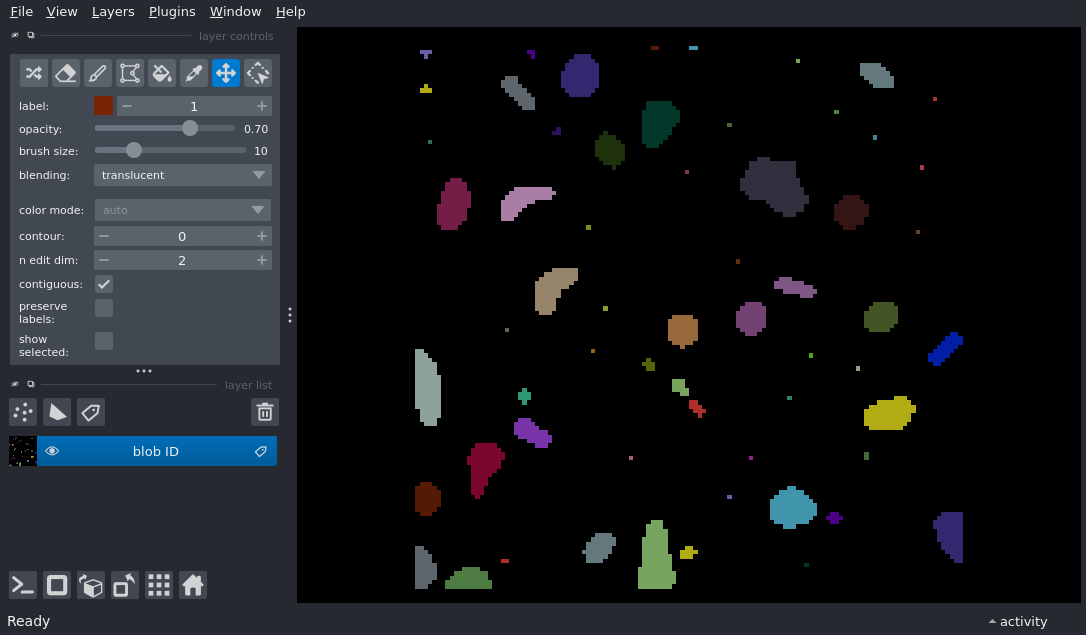 File View Layers Plugins Window Help
layer controls
label: 1
opacity: 0.70
brush size: 10
blending: translucent
color mode: auto
contour: 0
n edit dim: 2
contiguous:
preserve
labels:
show
selected:
layer list
blob ID
Ready
activity